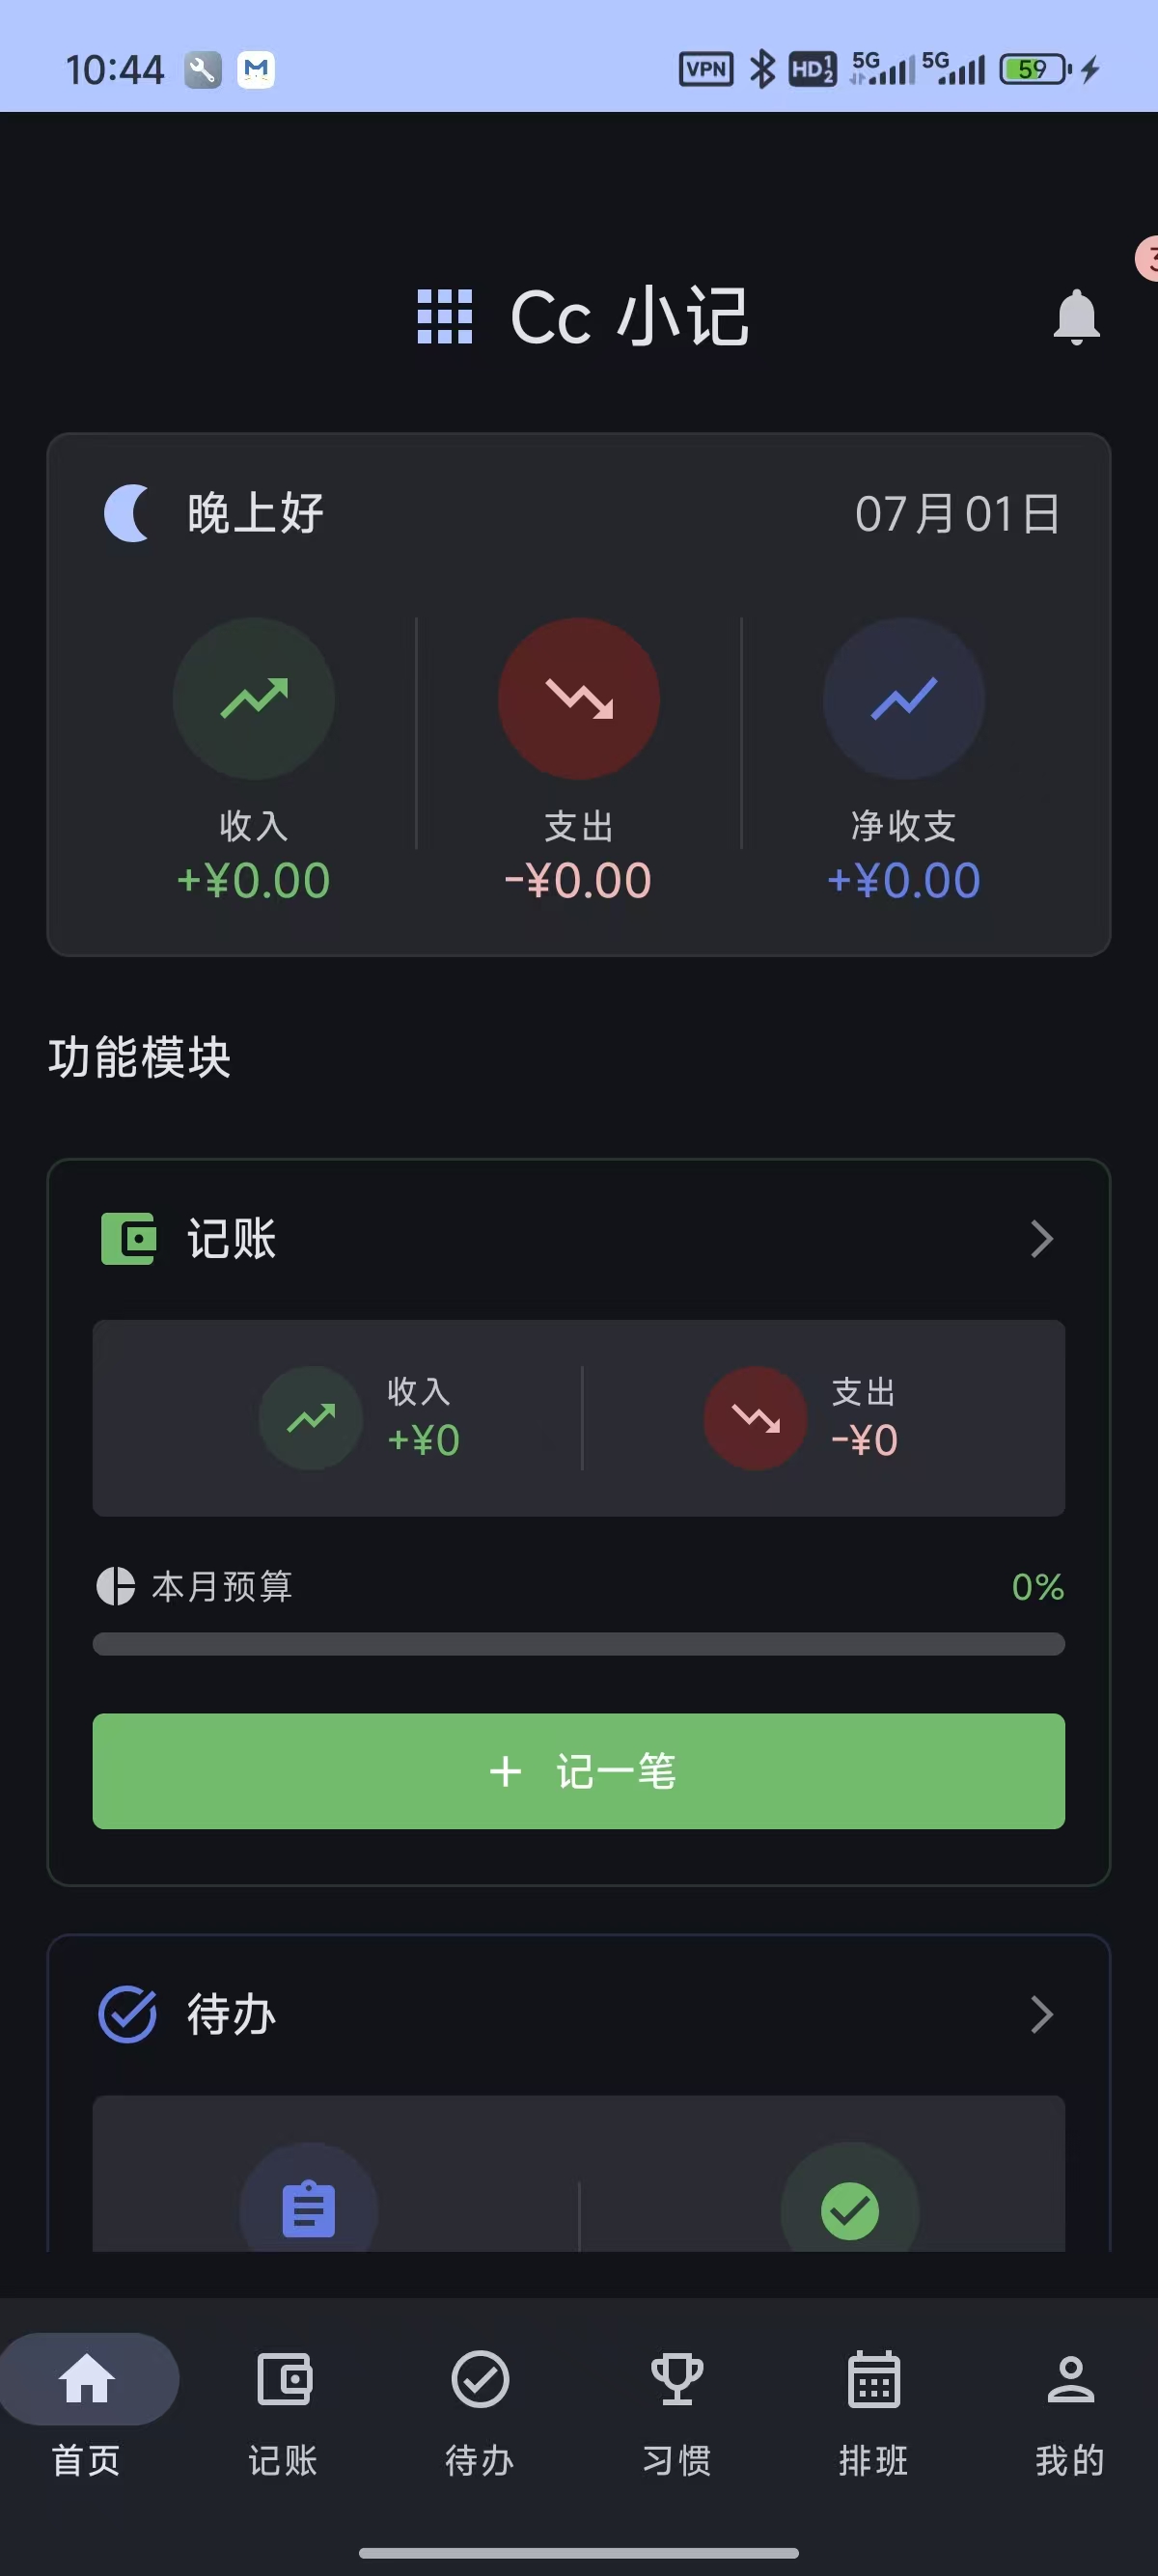 10:44 VPN HD 1 2 5G 5G 59
Cc 小记
晚上好 07月01日
收入 支出 净收支
+¥0.00 -¥0.00 +¥0.00
功能模块
记账
收入 支出
+¥0 -¥0
本月预算 0%
+ 记一笔
待办
首页 记账 待办 习惯 排班 我的